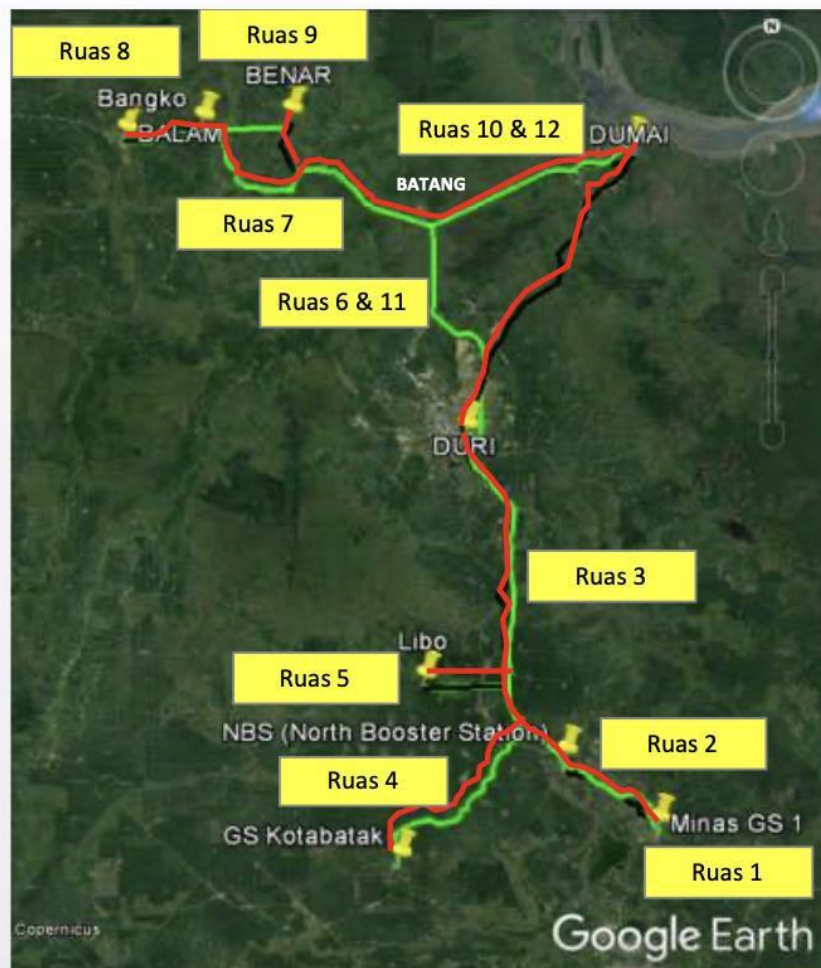 N
Ruas 9
Ruas 8
BENAR
Bangko
BALAM
Ruas 10 & 12
DUMAI
BATANG
Ruas 7
Ruas 6 & 11
DURI
Ruas 3
Libo
Ruas 5
NBS (North Booster Station)
Ruas 2
Ruas 4
Minas GS 1
GS Kotabatak
Ruas 1
Copernicus
Google Earth